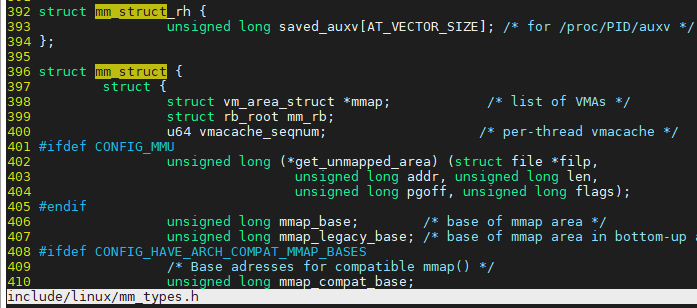 392 struct mm_struct_rh {
393 unsigned long saved_auxv[AT_VECTOR_SIZE]; /* for /proc/PID/auxv */
394 };
395
396 struct mm_struct {
397 struct {
398 struct vm_area_struct *mmap; /* list of VMAs */
399 struct rb_root mm_rb;
400 u64 vmacache_seqnum; /* per-thread vmacache */
401 #ifdef CONFIG_MMU
402 unsigned long (*get_unmapped_area) (struct file *filp,
403 unsigned long addr, unsigned long len,
404 unsigned long pgoff, unsigned long flags);
405 #endif
406 unsigned long mmap_base; /* base of mmap area */
407 unsigned long mmap_legacy_base; /* base of mmap area in bottom-up
408 #ifdef CONFIG_HAVE_ARCH_COMPAT_MMAP_BASES
409 /* Base adresses for compatible mmap() */
410 unsigned long mmap_compat_base;
include/linux/mm_types.h